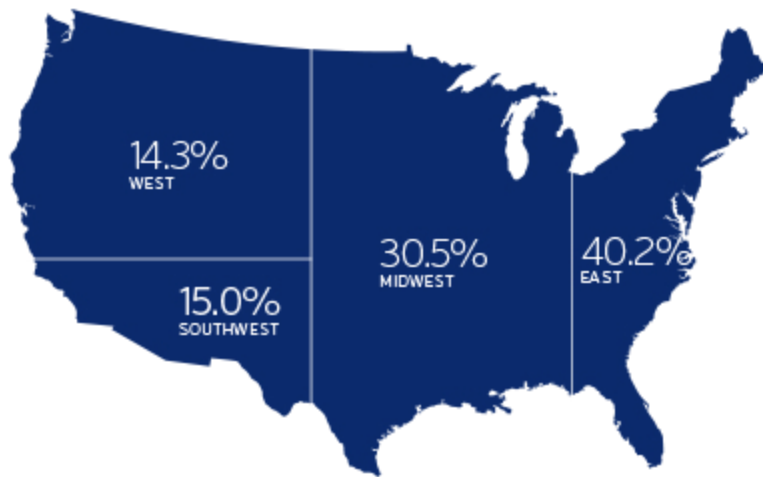 14.3%
WEST
30.5%
MIDWEST
40.2%
EAST
15.0%
SOUTHWEST